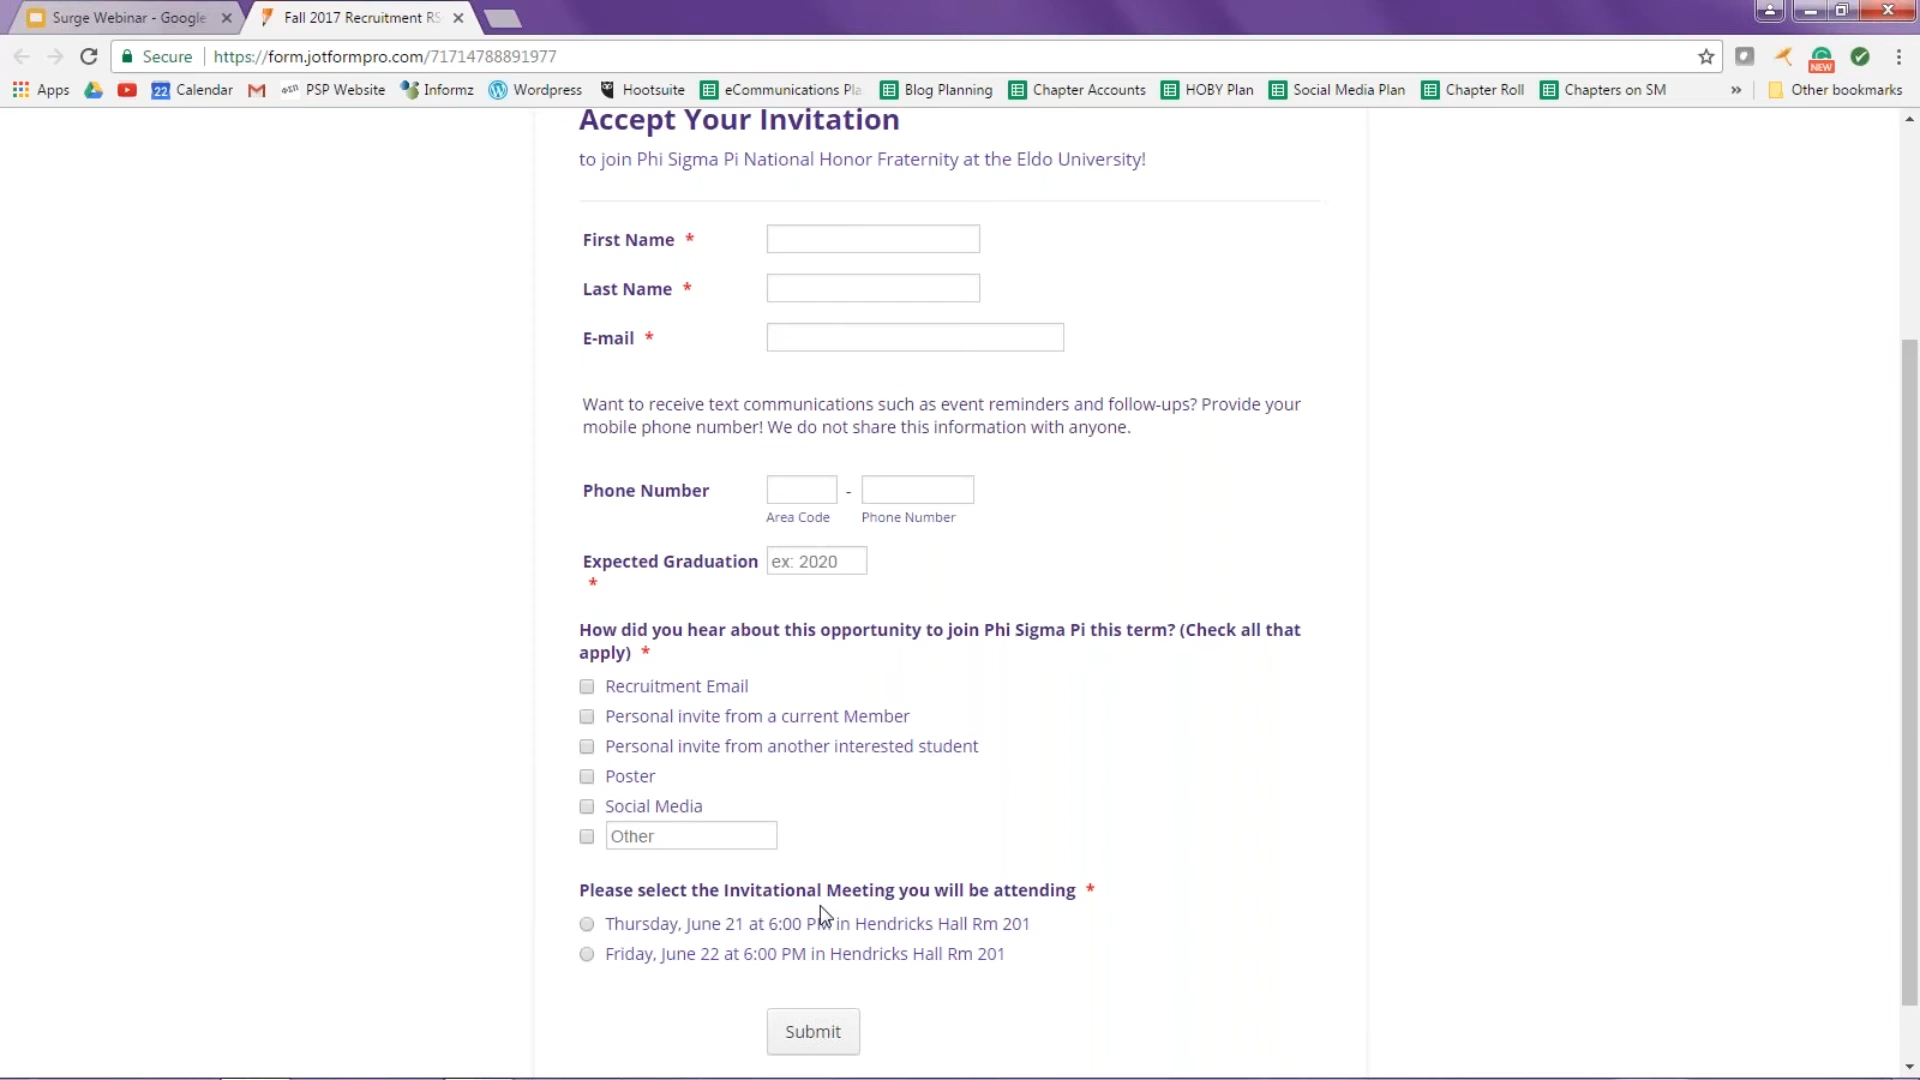 Surge Webinar - Google
Fall 2017 Recruitment RS
Secure
https://form.jotformpro.com/71714788891977
NEW
Apps
22
Calendar
PSP Website
Informz
Wordpress
Hootsuite
eCommunications Pla
Blog Planning
Chapter Accounts
HOBY Plan
Social Media Plan
Chapter Roll
Chapters on SM
»
Other bookmarks
Accept Your Invitation
to join Phi Sigma Pi National Honor Fraternity at the Eldo University!
First Name *
Last Name *
E-mail *
Want to receive text communications such as event reminders and follow-ups? Provide your
mobile phone number! We do not share this information with anyone.
Phone Number
-
Area Code
Phone Number
Expected Graduation
ex: 2020
*
How did you hear about this opportunity to join Phi Sigma Pi this term? (Check all that
apply) *
Recruitment Email
Personal invite from a current Member
Personal invite from another interested student
Poster
Social Media
Other
Please select the Invitational Meeting you will be attending *
Thursday, June 21 at 6:00 PM in Hendricks Hall Rm 201
Friday, June 22 at 6:00 PM in Hendricks Hall Rm 201
Submit